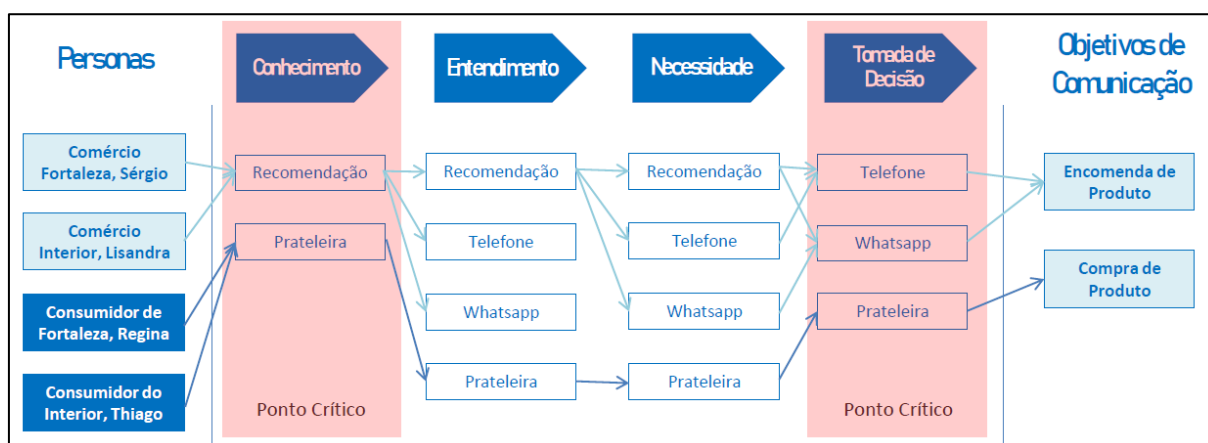 Personas
Conhecimento
Entendimento
Necessidade
Tomada de
Decisão
Objetivos de
Comunicação
Comércio
Fortaleza, Sérgio
Comércio
Interior, Lisandra
Consumidor de
Fortaleza, Regina
Consumidor do
Interior, Thiago
Recomendação
Prateleira
Ponto Crítico
Recomendação
Telefone
Whatsapp
Prateleira
Recomendação
Telefone
Whatsapp
Prateleira
Telefone
Whatsapp
Prateleira
Ponto Crítico
Encomenda de
Produto
Compra de
Produto